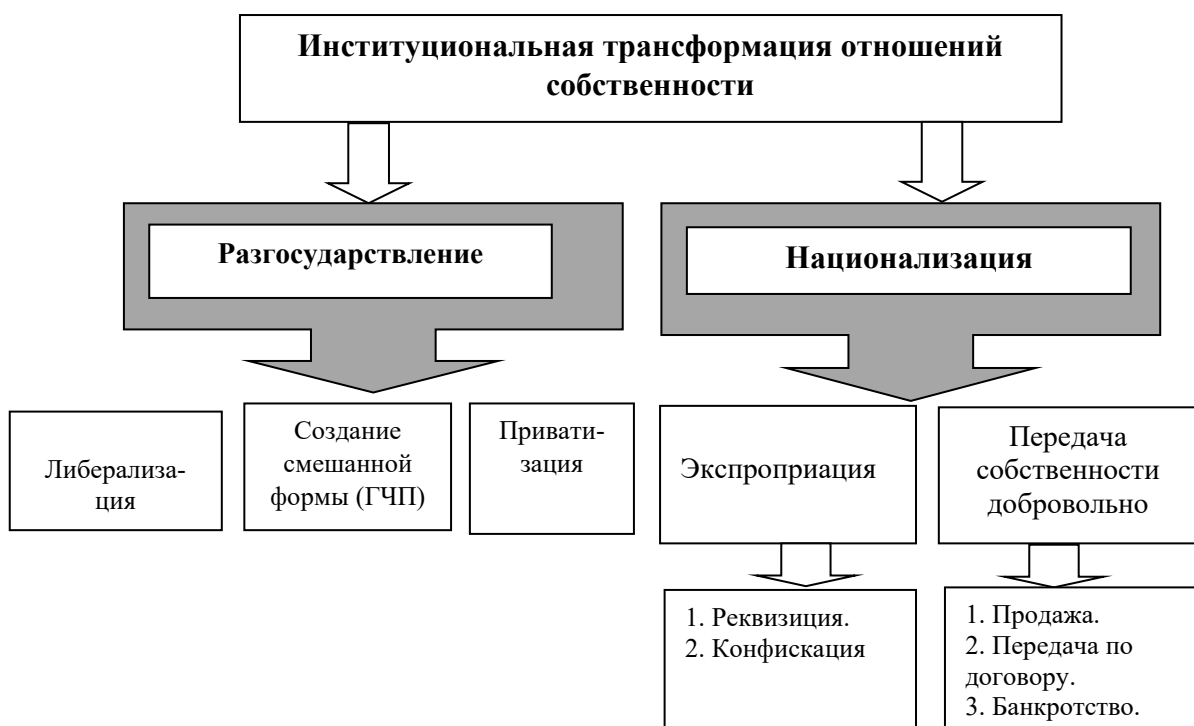 Институциональная трансформация отношений
собственности
Разгосударствление
Национализация
Либерализа-
ция
Создание
смешанной
формы (ГЧП)
Привати-
зация
Экспроприация
Передача
собственности
добровольно
1. Реквизиция.
2. Конфискация
1. Продажа.
2. Передача по
договору.
3. Банкротство.